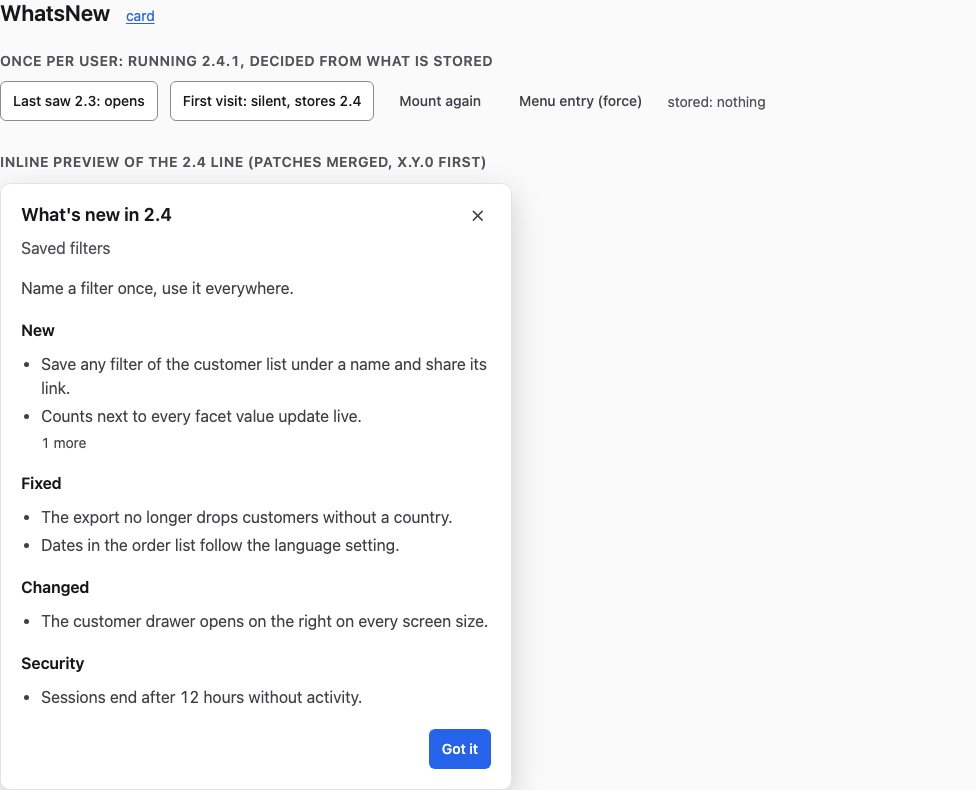 WhatsNew card
ONCE PER USER: RUNNING 2.4.1, DECIDED FROM WHAT IS STORED
Last saw 2.3: opens First visit: silent, stores 2.4 Mount again Menu entry (force) stored: nothing
INLINE PREVIEW OF THE 2.4 LINE (PATCHES MERGED, X.Y.0 FIRST)
What's new in 2.4
Saved filters
Name a filter once, use it everywhere.
New
• Save any filter of the customer list under a name and share its
link.
• Counts next to every facet value update live.
1 more
Fixed
• The export no longer drops customers without a country.
• Dates in the order list follow the language setting.
Changed
• The customer drawer opens on the right on every screen size.
Security
• Sessions end after 12 hours without activity.
Got it